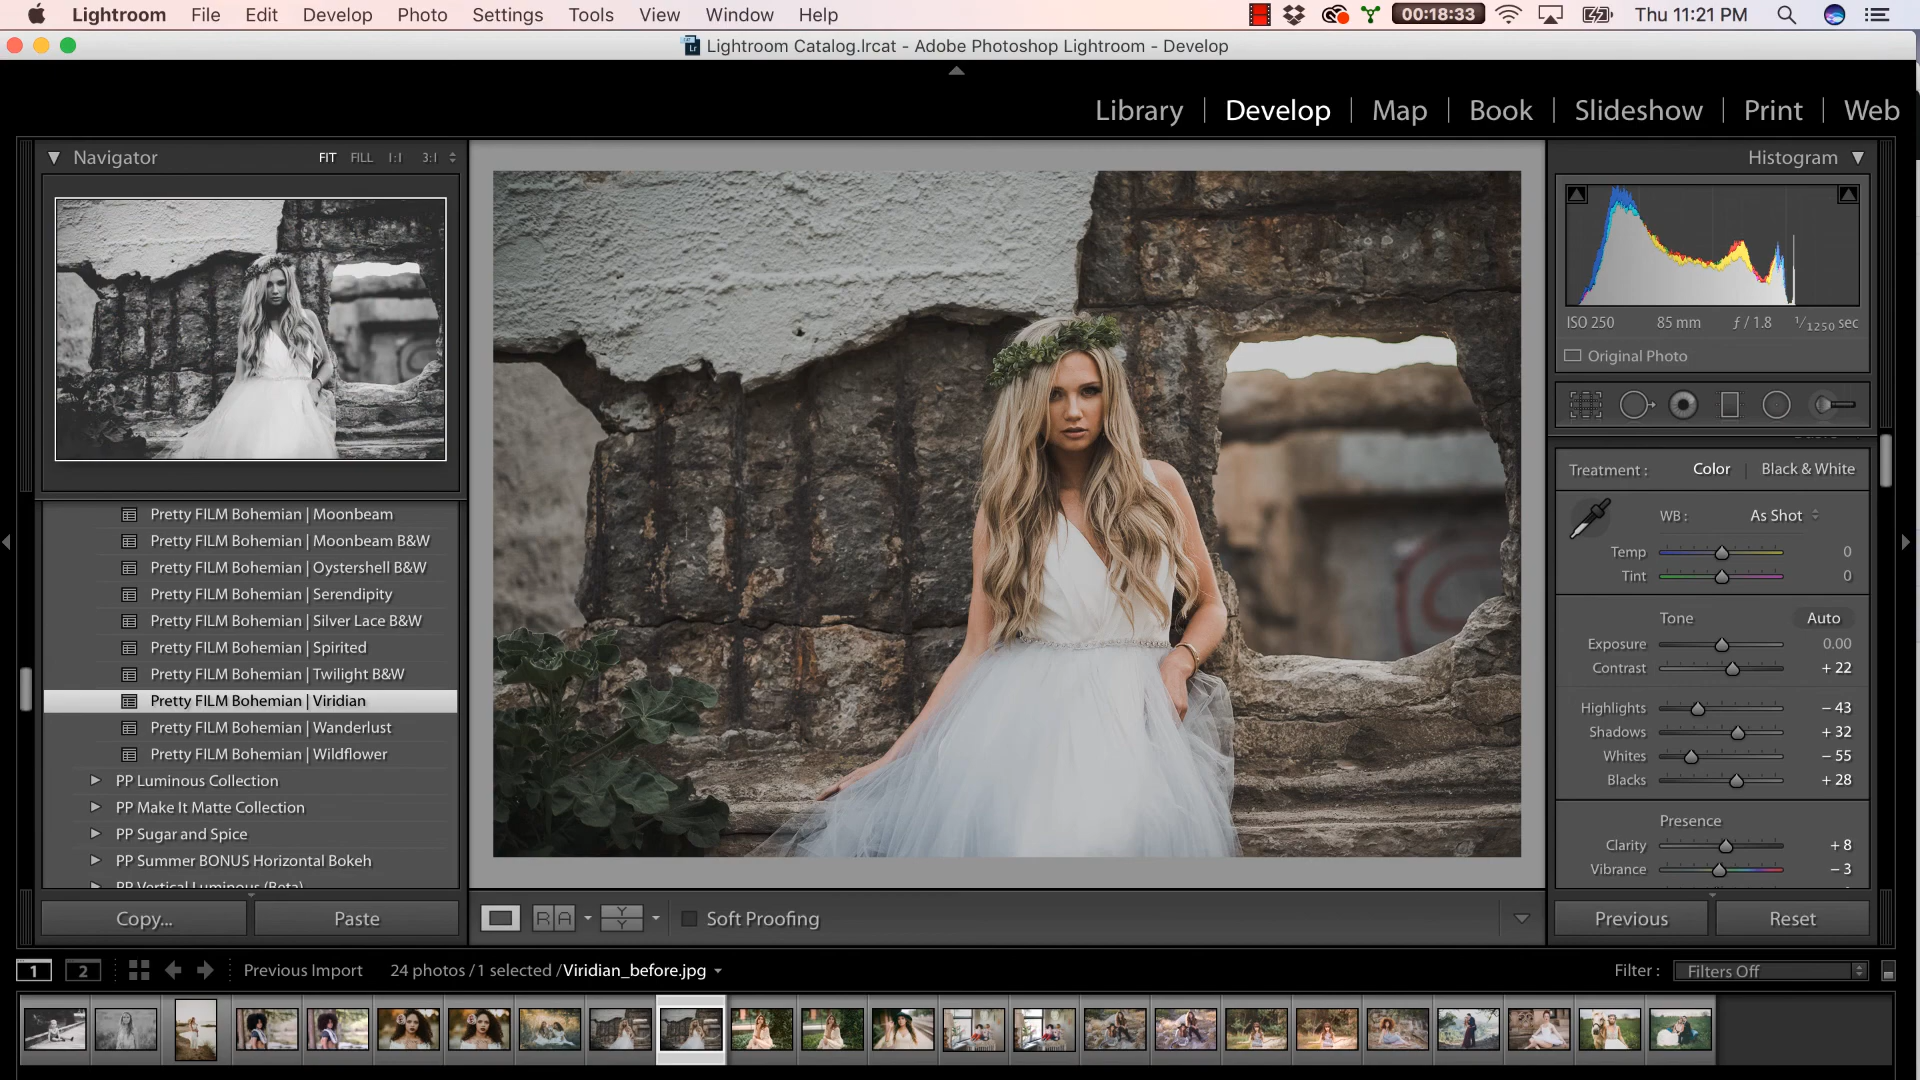 Lightroom File Edit Develop Photo Settings Tools View Window Help 00:18:33 Thu 11:21 PM
Lightroom Catalog.lrcat - Adobe Photoshop Lightroom - Develop
Library | Develop | Map | Book | Slideshow | Print | Web
Navigator FIT FILL 1:1 3:1
Histogram
ISO 250 85 mm ƒ / 1.8 1/1250 sec
Original Photo
Treatment : Color | Black & White
WB : As Shot
Temp 0
Tint 0
Tone Auto
Exposure 0.00
Contrast + 22
Highlights – 43
Shadows + 32
Whites – 55
Blacks + 28
Presence
Clarity + 8
Vibrance – 3
Pretty FILM Bohemian | Moonbeam
Pretty FILM Bohemian | Moonbeam B&W
Pretty FILM Bohemian | Oystershell B&W
Pretty FILM Bohemian | Serendipity
Pretty FILM Bohemian | Silver Lace B&W
Pretty FILM Bohemian | Spirited
Pretty FILM Bohemian | Twilight B&W
Pretty FILM Bohemian | Viridian
Pretty FILM Bohemian | Wanderlust
Pretty FILM Bohemian | Wildflower
PP Luminous Collection
PP Make It Matte Collection
PP Sugar and Spice
PP Summer BONUS Horizontal Bokeh
PP Vertical Luminous (Beta)
Copy... Paste
R A Y Y Soft Proofing
Previous Reset
1 2 Previous Import 24 photos / 1 selected / Viridian_before.jpg Filter : Filters Off